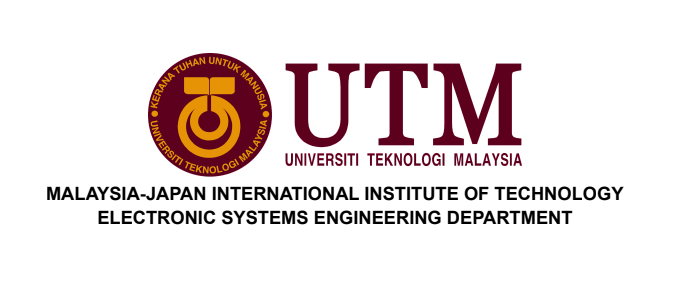 KERANA TUHAN UNTUK MANUSIA
UNIVERSITI TEKNOLOGI MALAYSIA
UTM
UNIVERSITI TEKNOLOGI MALAYSIA
MALAYSIA-JAPAN INTERNATIONAL INSTITUTE OF TECHNOLOGY
ELECTRONIC SYSTEMS ENGINEERING DEPARTMENT